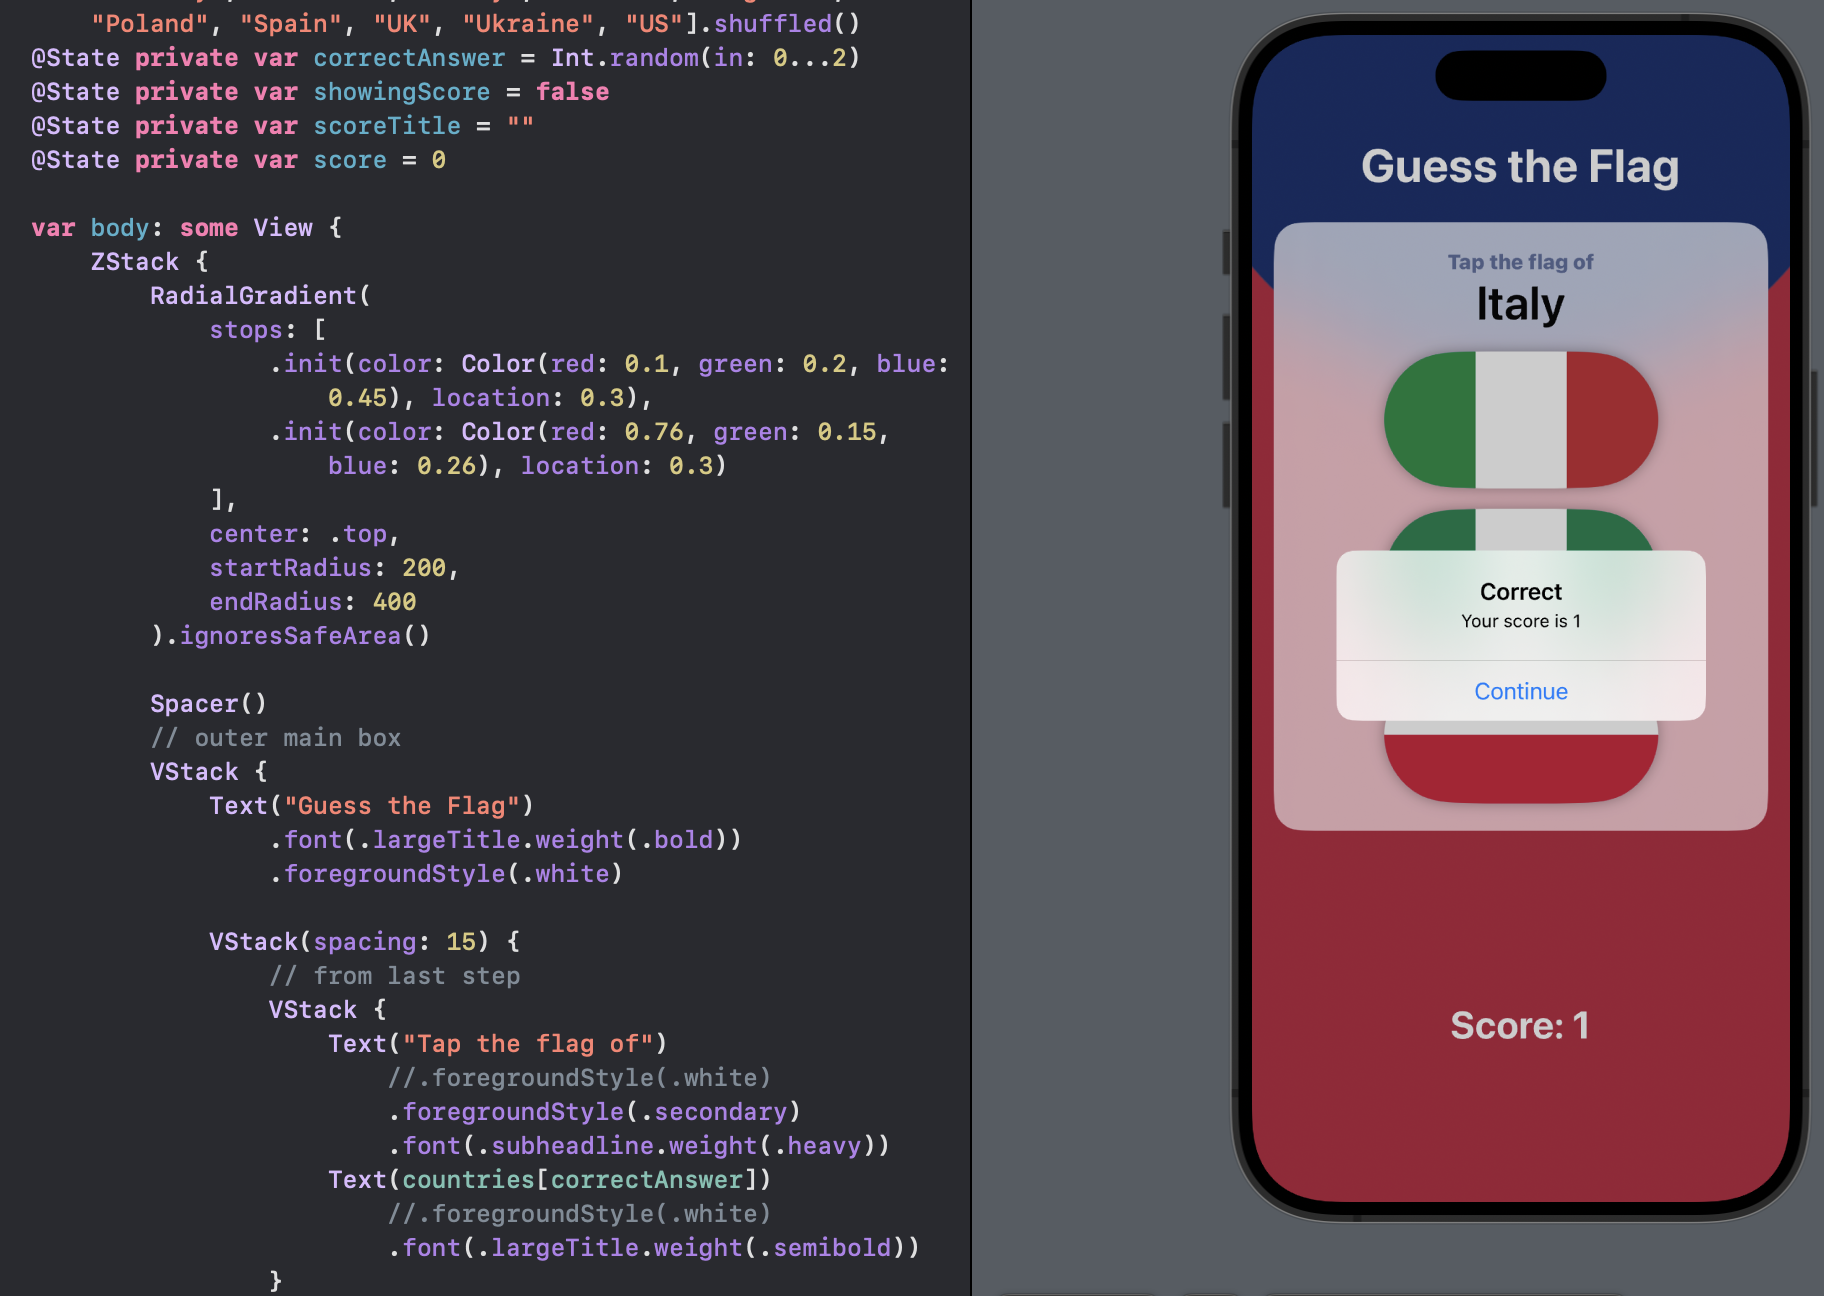 "Poland", "Spain", "UK", "Ukraine", "US"].shuffled()
@State private var correctAnswer = Int.random(in: 0...2)
@State private var showingScore = false
@State private var scoreTitle = ""
@State private var score = 0
var body: some View {
ZStack {
RadialGradient(
stops: [
.init(color: Color(red: 0.1, green: 0.2, blue:
0.45), location: 0.3),
.init(color: Color(red: 0.76, green: 0.15,
blue: 0.26), location: 0.3)
],
center: .top,
startRadius: 200,
endRadius: 400
).ignoresSafeArea()
Spacer()
// outer main box
VStack {
Text("Guess the Flag")
.font(.largeTitle.weight(.bold))
.foregroundStyle(.white)
VStack(spacing: 15) {
// from last step
VStack {
Text("Tap the flag of")
//.foregroundStyle(.white)
.foregroundStyle(.secondary)
.font(.subheadline.weight(.heavy))
Text(countries[correctAnswer])
//.foregroundStyle(.white)
.font(.largeTitle.weight(.semibold))
}
Guess the Flag
Tap the flag of
Italy
Correct
Your score is 1
Continue
Score: 1